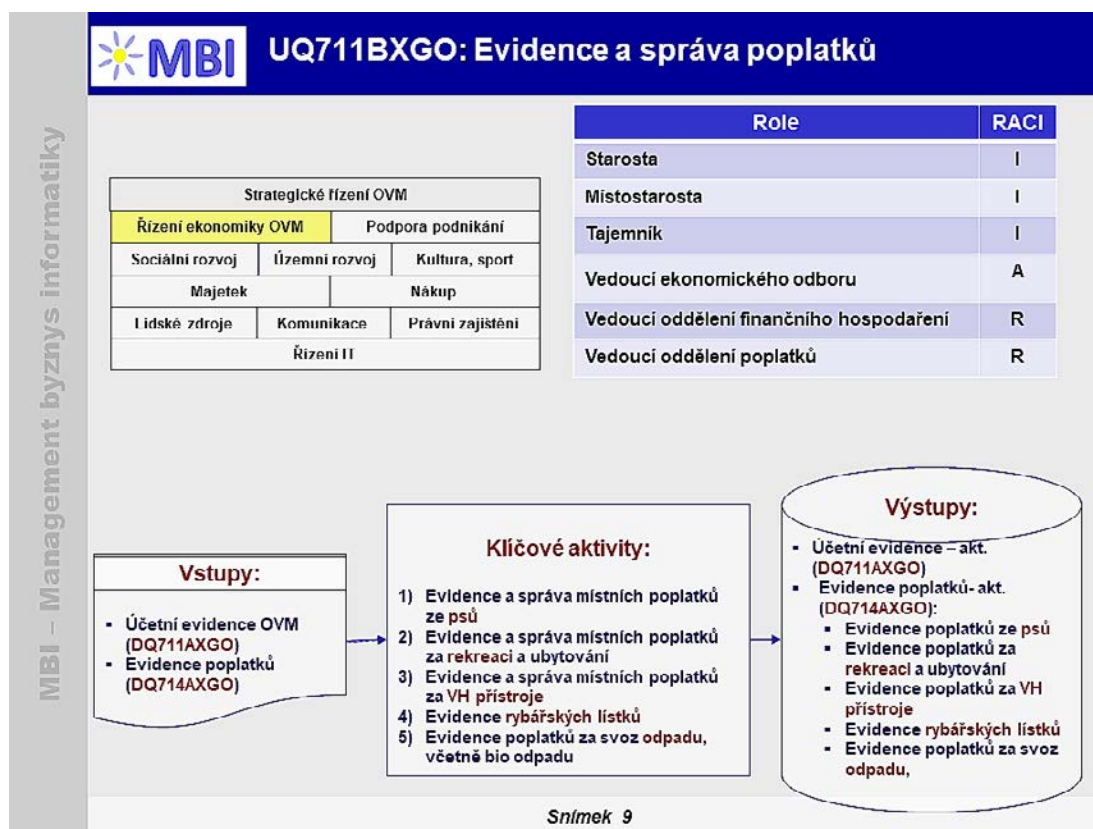 MBI
UQ711BXGO: Evidence a správa poplatků
MBI – Management byznys informatiky
Role RACI
Starosta I
Místostarosta I
Tajemník I
Vedoucí ekonomického odboru A
Vedoucí oddělení finančního hospodaření R
Vedoucí oddělení poplatků R
Strategické řízení OVM
Řízení ekonomiky OVM Podpora podnikání
Sociální rozvoj Územní rozvoj Kultura, sport
Majetek Nákup
Lidské zdroje Komunikace Právní zajištění
Řízení IT
Vstupy:
▪ Účetní evidence OVM
(DQ711AXGO)
▪ Evidence poplatků
(DQ714AXGO)
Klíčové aktivity:
1) Evidence a správa místních poplatků
ze psů
2) Evidence a správa místních poplatků
za rekreaci a ubytování
3) Evidence a správa místních poplatků
za VH přístroje
4) Evidence rybářských lístků
5) Evidence poplatků za svoz odpadu,
včetně bio odpadu
Výstupy:
▪ Účetní evidence – akt.
(DQ711AXGO)
▪ Evidence poplatků- akt.
(DQ714AXGO):
▪ Evidence poplatků ze psů
▪ Evidence poplatků za
rekreaci a ubytování
▪ Evidence poplatků za VH
přístroje
▪ Evidence rybářských lístků
▪ Evidence poplatků za svoz
odpadu,
Snímek 9